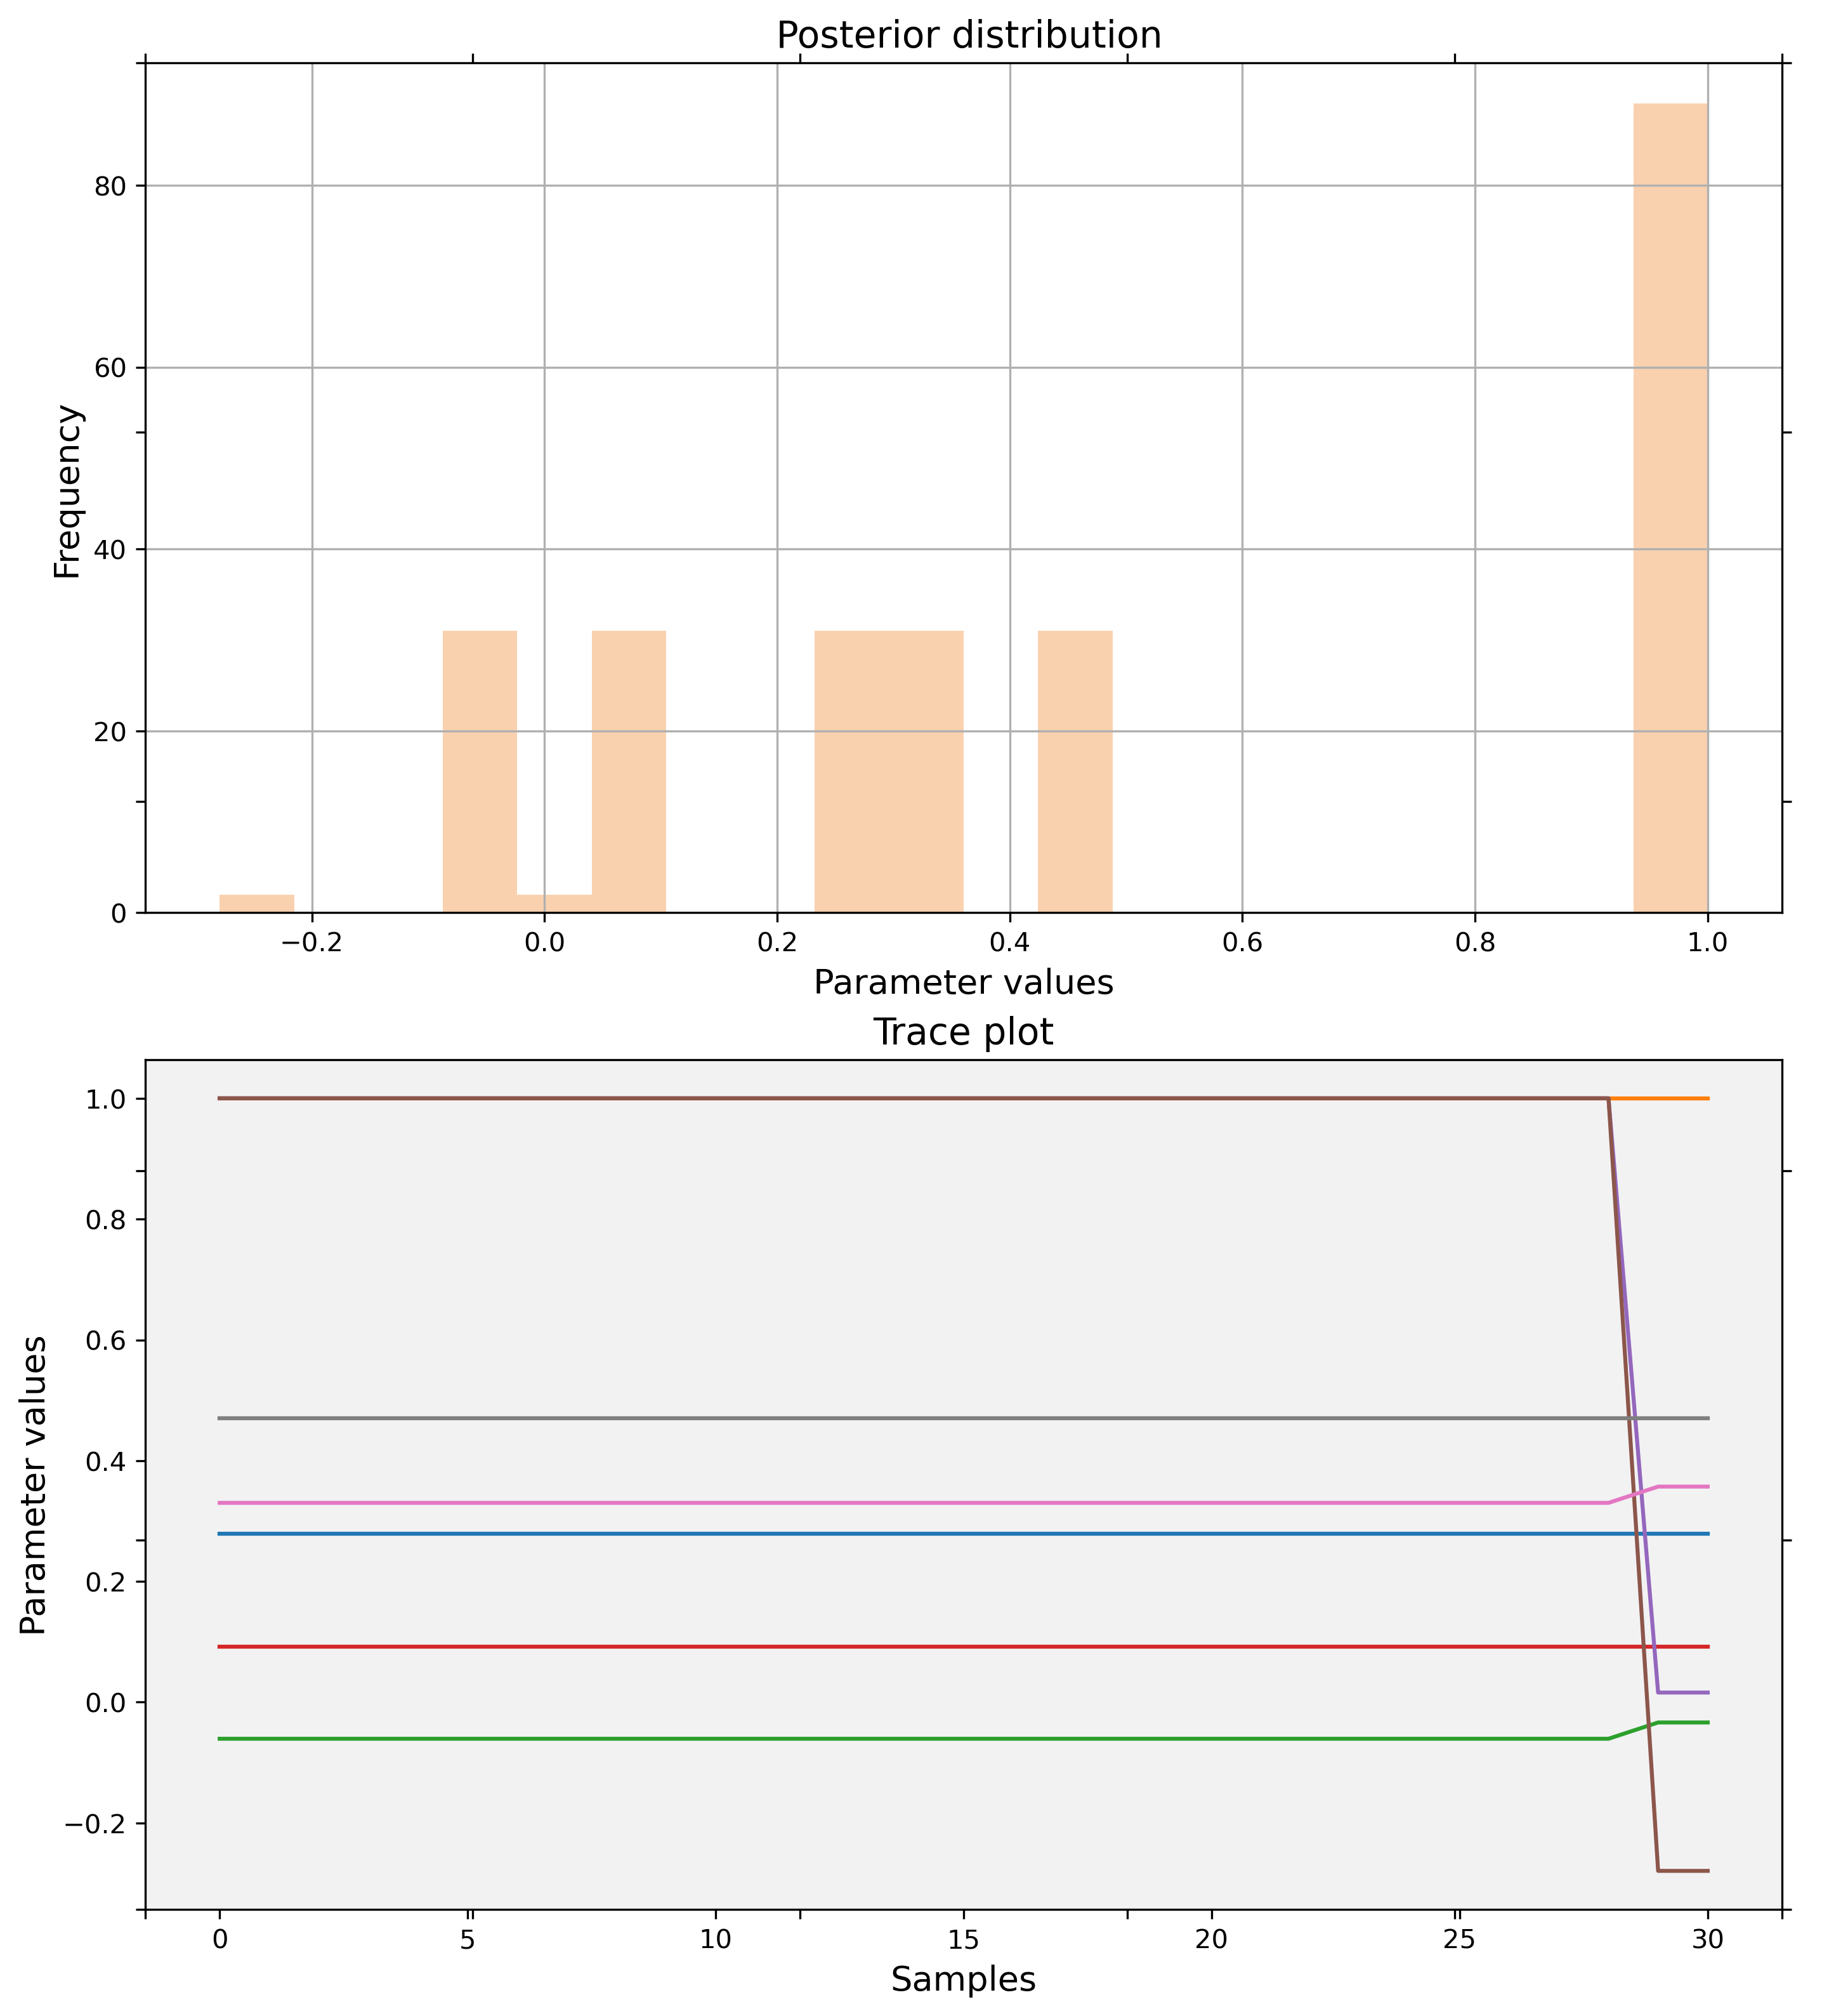 Posterior distribution
80
60
40
20
0
Frequency
−0.2 0.0 0.2 0.4 0.6 0.8 1.0
Parameter values
Trace plot
1.0
0.8
0.6
0.4
0.2
0.0
−0.2
Parameter values
0 5 10 15 20 25 30
Samples